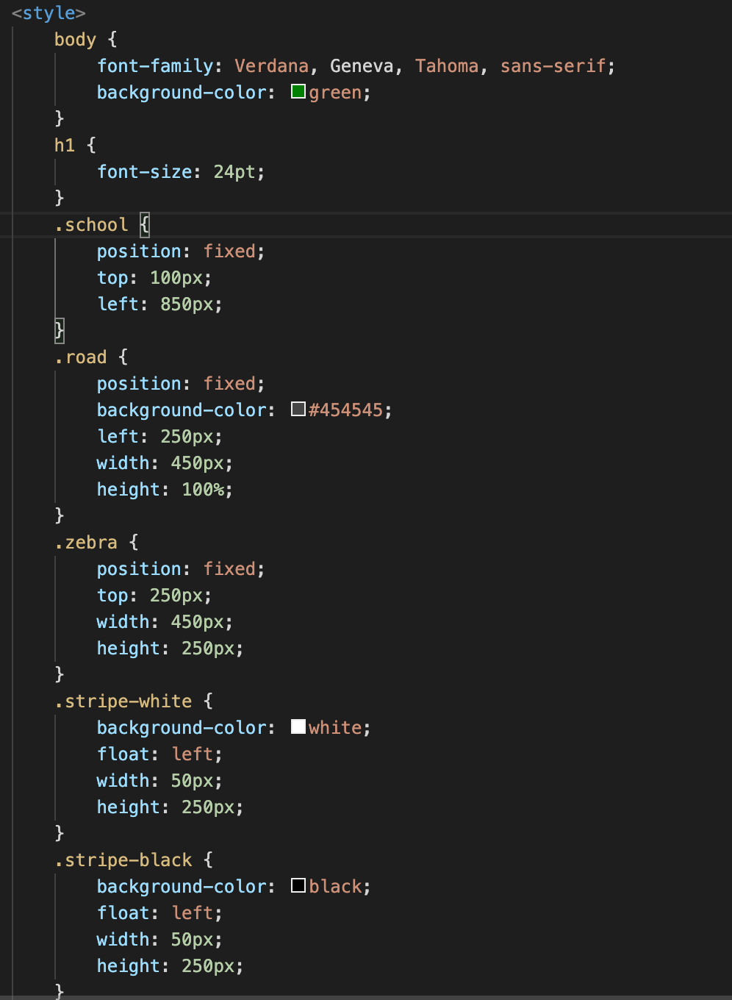 <style>
body {
font-family: Verdana, Geneva, Tahoma, sans-serif;
background-color: green;
}
h1 {
font-size: 24pt;
}
.school {
position: fixed;
top: 100px;
left: 850px;
}
.road {
position: fixed;
background-color: #454545;
left: 250px;
width: 450px;
height: 100%;
}
.zebra {
position: fixed;
top: 250px;
width: 450px;
height: 250px;
}
.stripe-white {
background-color: white;
float: left;
width: 50px;
height: 250px;
}
.stripe-black {
background-color: black;
float: left;
width: 50px;
height: 250px;
}